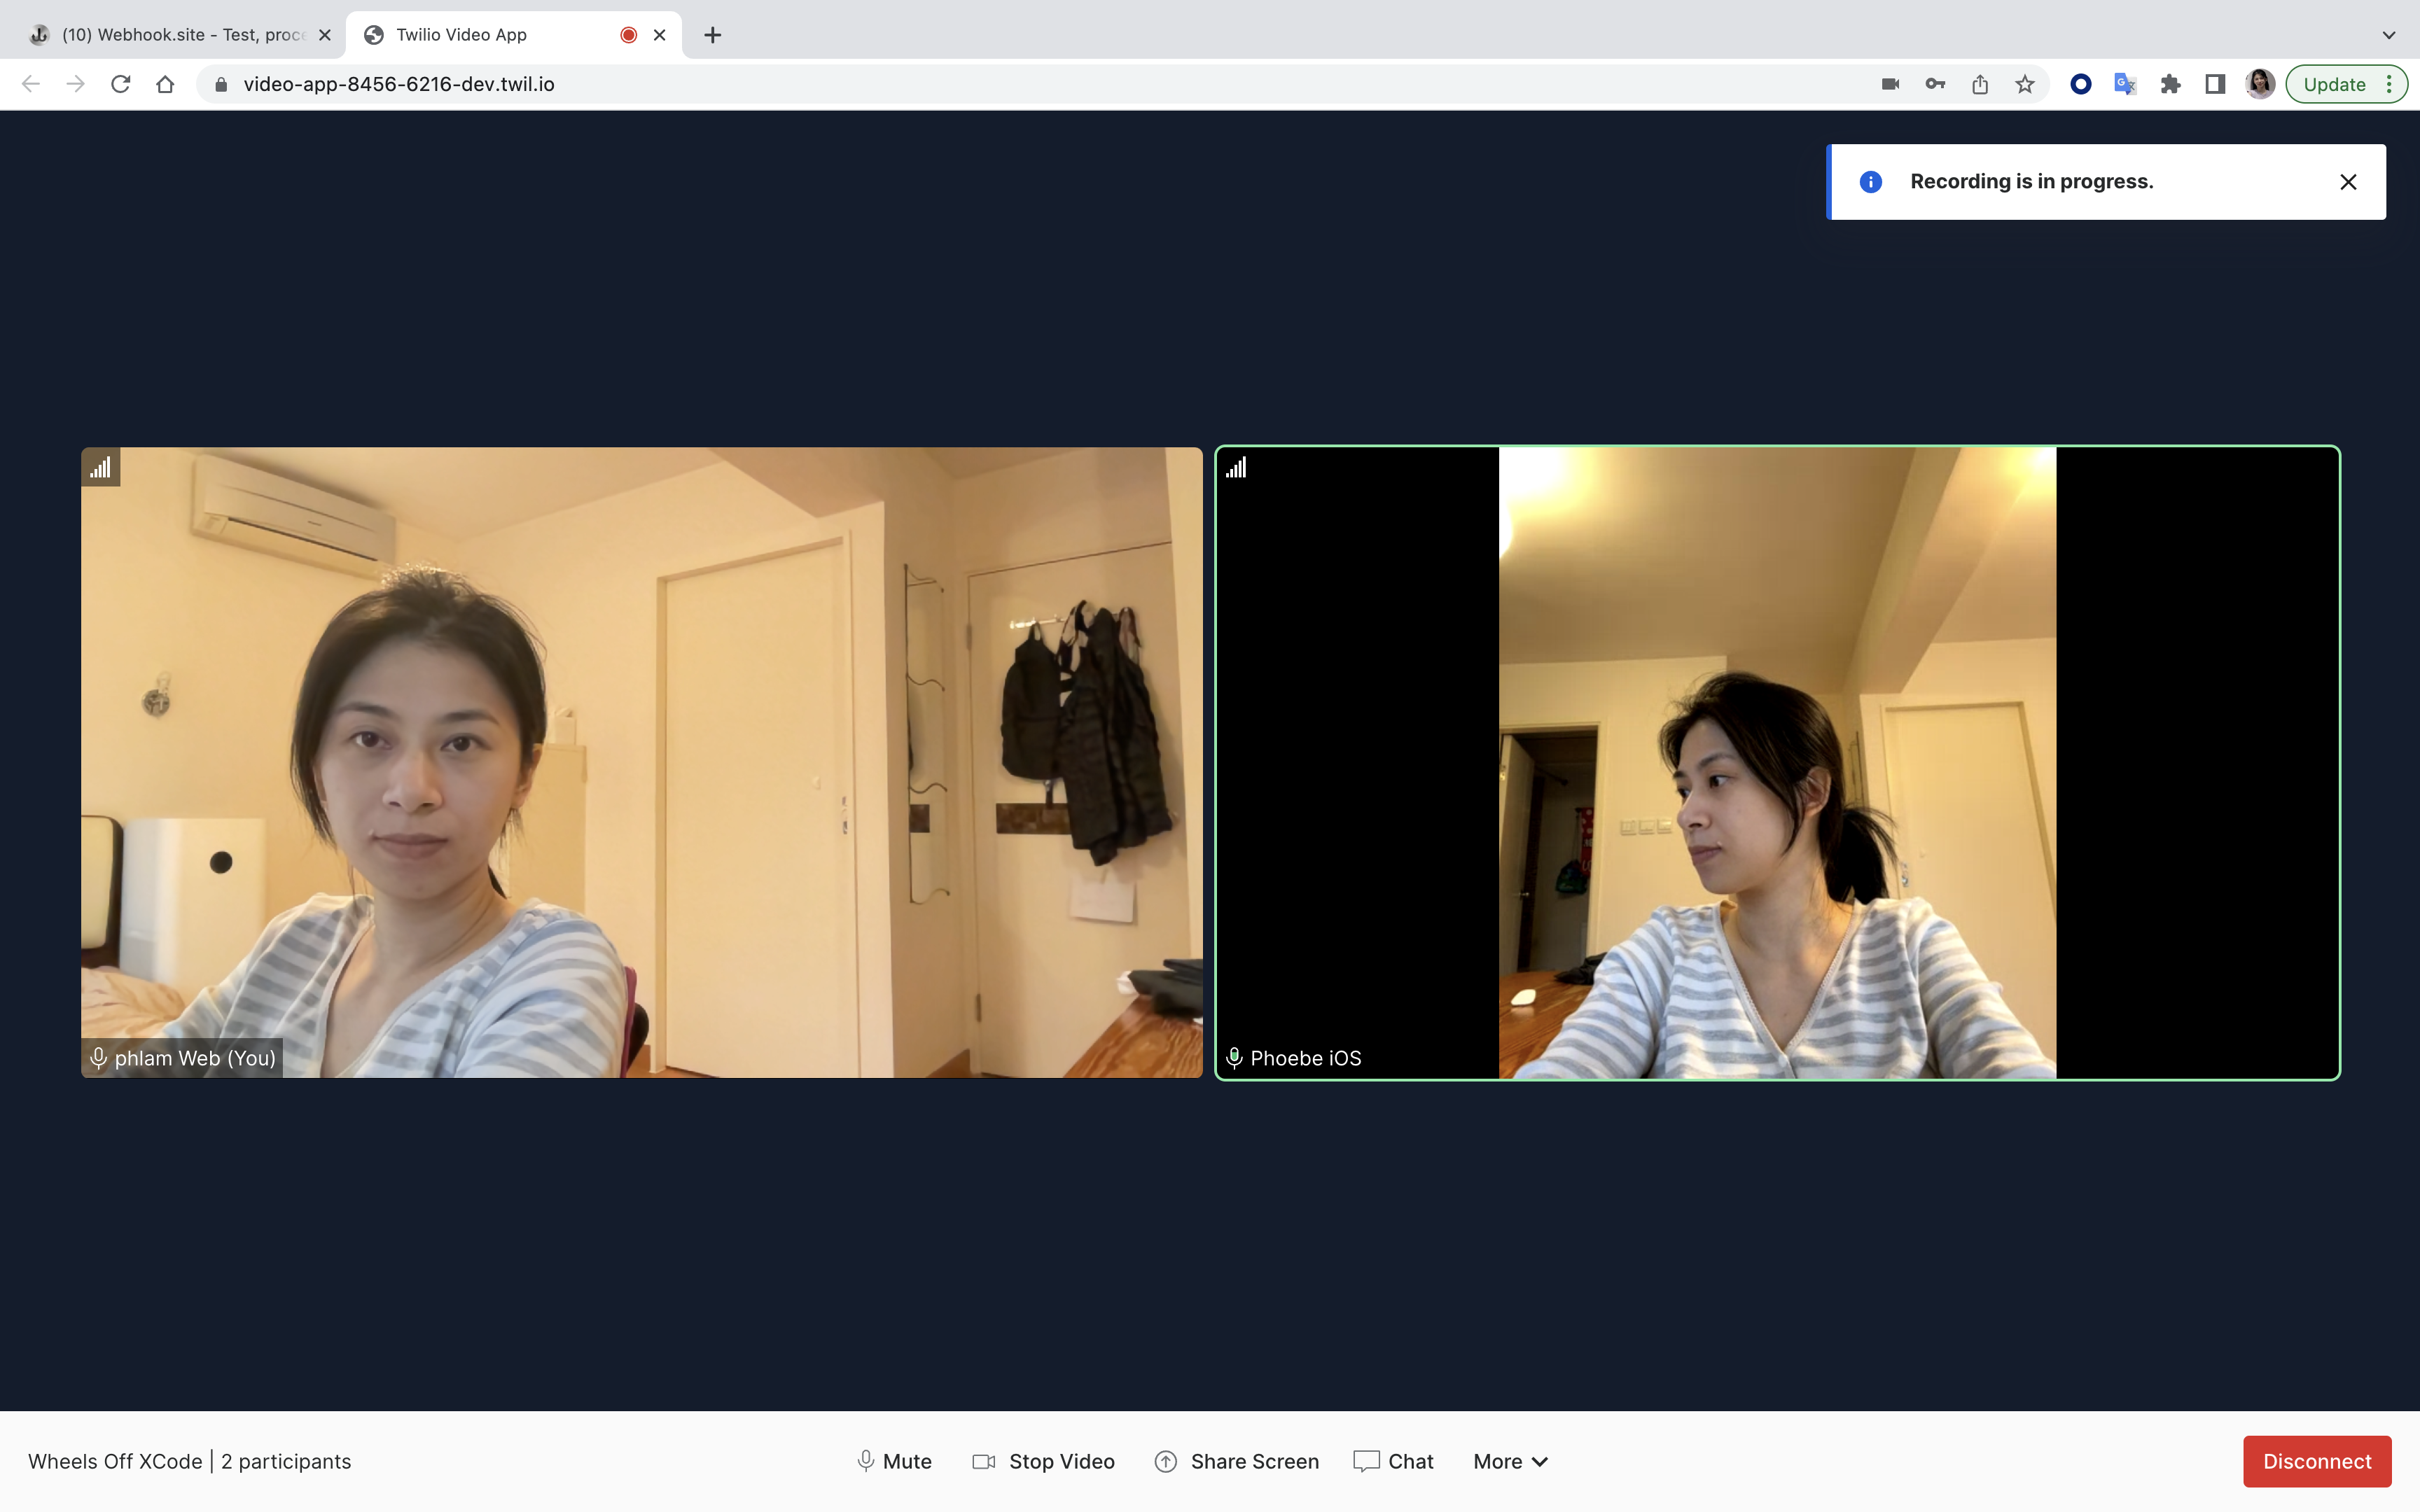 (10) Webhook.site - Test, proce
Twilio Video App
video-app-8456-6216-dev.twil.io
Update
Recording is in progress.
phlam Web (You)
Phoebe iOS
Wheels Off XCode | 2 participants
Mute
Stop Video
Share Screen
Chat
More
Disconnect